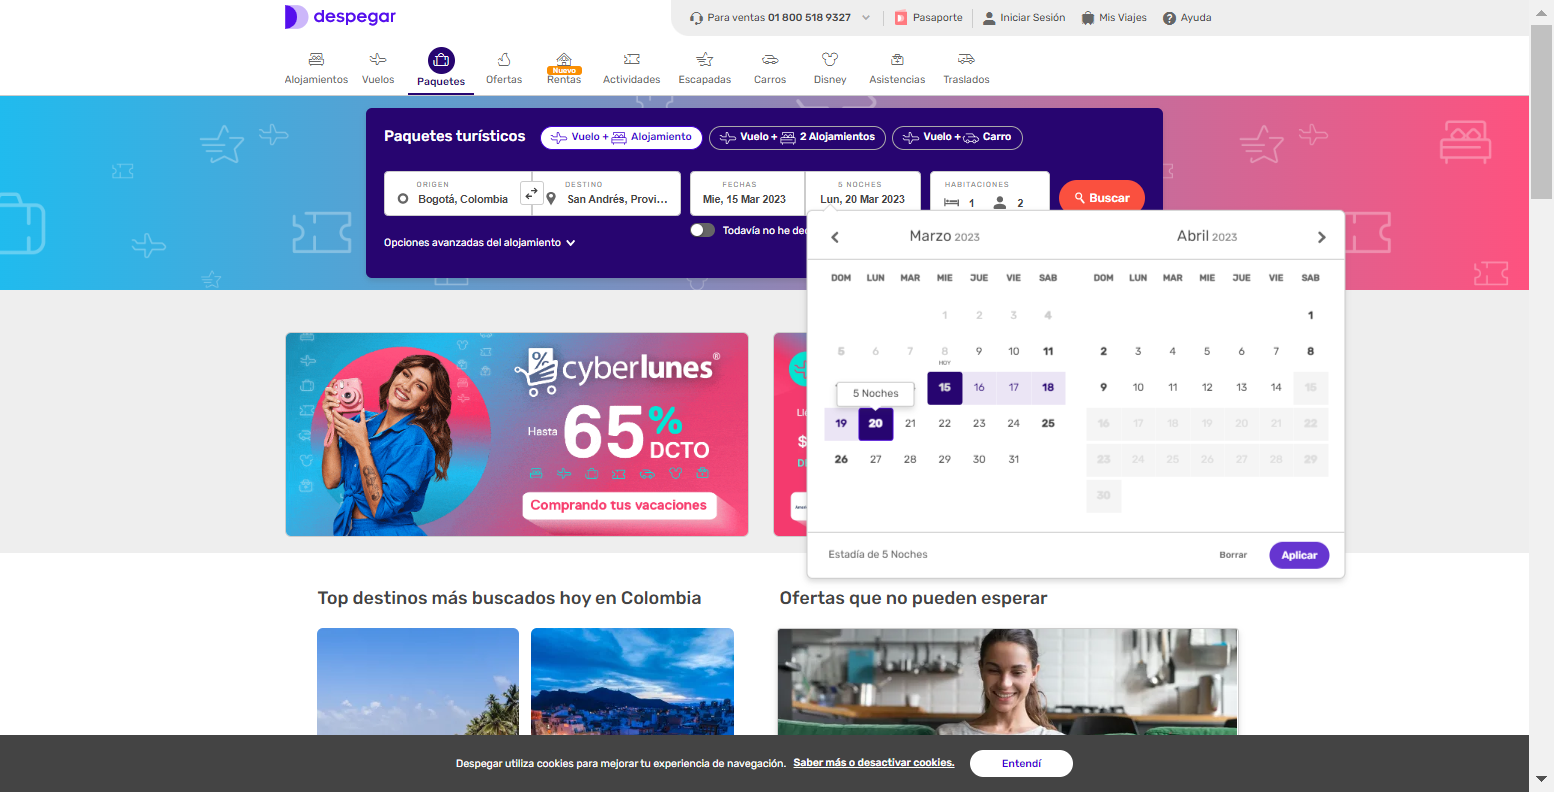 despegar
Para ventas 01 800 518 9327
Pasaporte
Iniciar Sesión
Mis Viajes
Ayuda
Alojamientos
Vuelos
Paquetes
Ofertas
Nuevo
Rentas
Actividades
Escapadas
Carros
Disney
Asistencias
Traslados
Paquetes turísticos
Vuelo + Alojamiento
Vuelo + 2 Alojamientos
Vuelo + Carro
ORIGEN
Bogotá, Colombia
DESTINO
San Andrés, Provi...
FECHAS
Mie, 15 Mar 2023
5 NOCHES
Lun, 20 Mar 2023
HABITACIONES
1
2
Buscar
Todavía no he dec
Opciones avanzadas del alojamiento
Marzo 2023
DOM LUN MAR MIE JUE VIE SAB
1 2 3 4
5 6 7 8 9 10 11
HOY
5 Noches
15 16 17 18
19 20 21 22 23 24 25
26 27 28 29 30 31
Abril 2023
DOM LUN MAR MIE JUE VIE SAB
1
2 3 4 5 6 7 8
9 10 11 12 13 14 15
16 17 18 19 20 21 22
23 24 25 26 27 28 29
30
Estadía de 5 Noches
Borrar
Aplicar
cyberlunes®
Hasta 65% DCTO
Comprando tus vacaciones
$
Top destinos más buscados hoy en Colombia
Ofertas que no pueden esperar
Despegar utiliza cookies para mejorar tu experiencia de navegación. Saber más o desactivar cookies.
Entendí